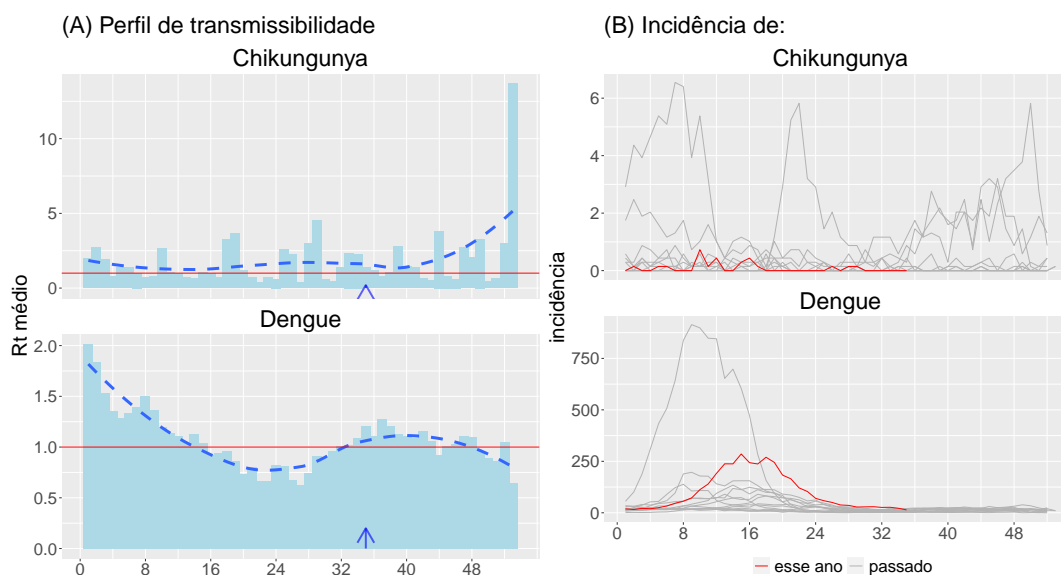 (A) Perfil de transmissibilidade
Chikungunya
10
5
0
Dengue
2.0
1.5
1.0
0.5
0.0
Rt médio
0 8 16 24 32 40 48
(B) Incidência de:
Chikungunya
6
4
2
0
Dengue
750
500
250
0
incidência
0 8 16 24 32 40 48
esse ano passado